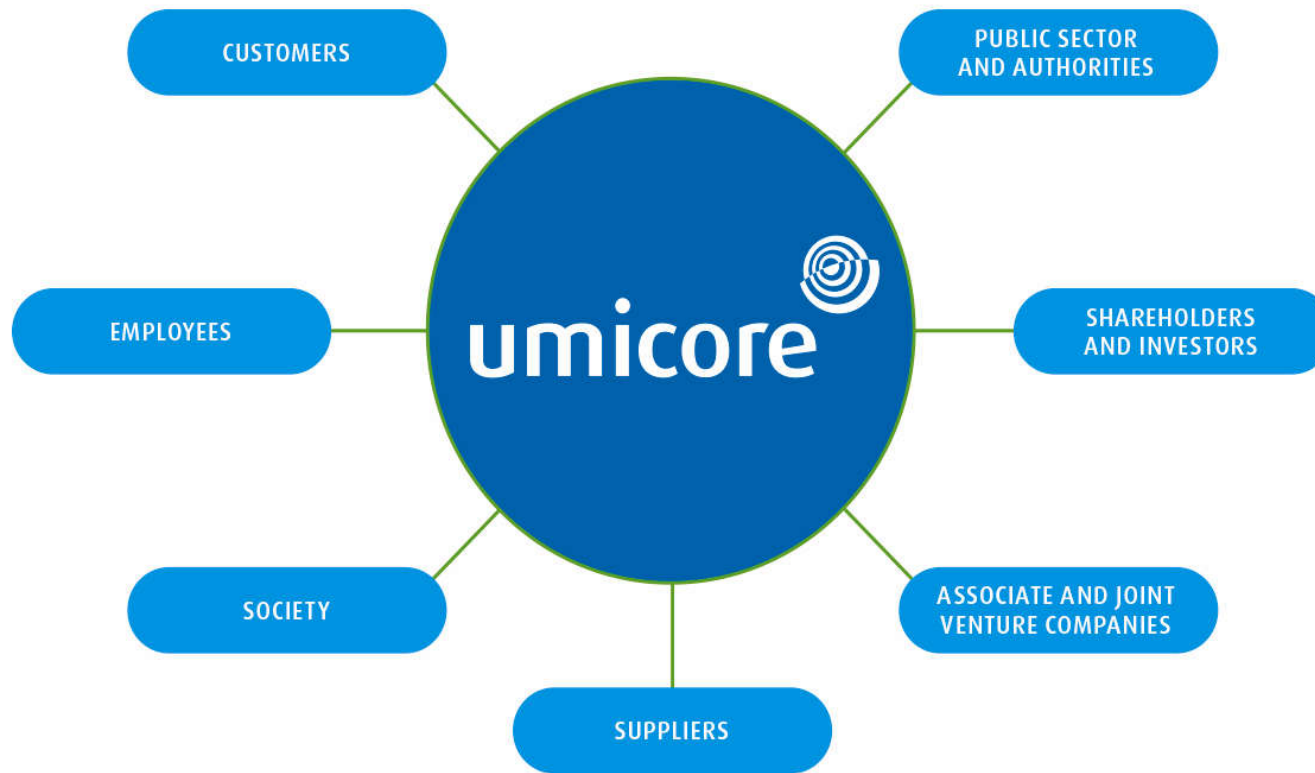 CUSTOMERS
PUBLIC SECTOR
AND AUTHORITIES
EMPLOYEES
umicore
SHAREHOLDERS
AND INVESTORS
SOCIETY
ASSOCIATE AND JOINT
VENTURE COMPANIES
SUPPLIERS